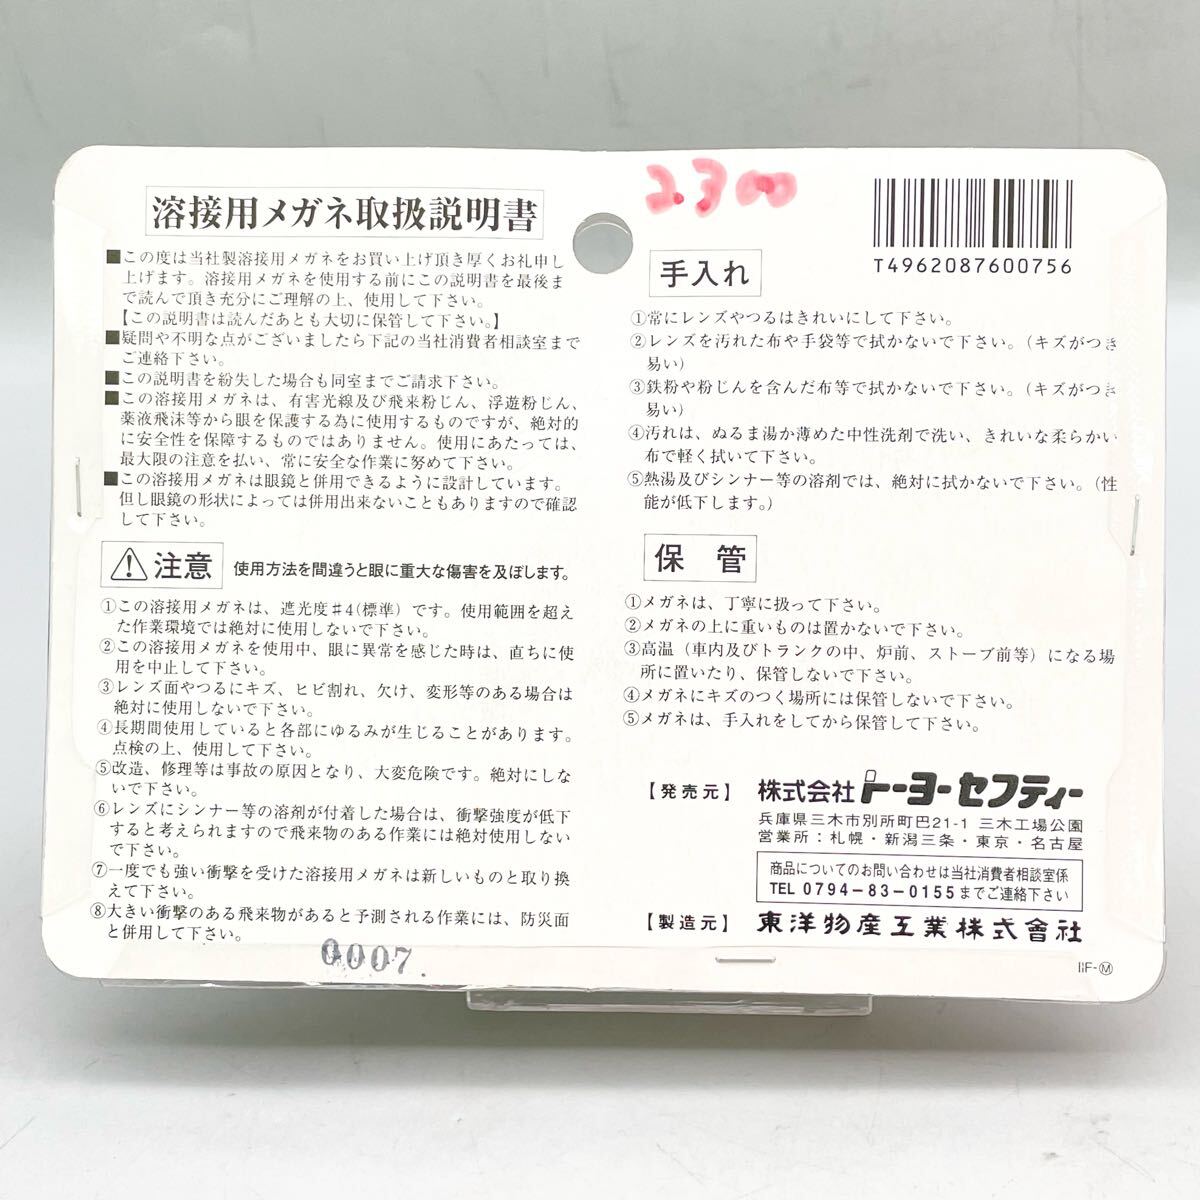 溶接用メガネ取扱説明書
■この度は当社製溶接用メガネをお買い上げ頂き厚くお礼申し
上げます。溶接用メガネを使用する前にこの説明書を最後ま
で読んで頂き充分にご理解の上、使用して下さい。
【この説明書は読んだあとも大切に保管して下さい。】
■疑問や不明な点がございましたら下記の当社消費者相談室まで
ご連絡下さい。
■この説明書を紛失した場合も同室までご請求下さい。
■この溶接用メガネは、有害光線及び飛来粉じん、浮遊粉じん、
薬液飛沫等から眼を保護する為に使用するものですが、絶対的
に安全性を保障するものではありません。使用にあたっては、
最大限の注意を払い、常に安全な作業に努めて下さい。
■この溶接用メガネは眼鏡と併用できるように設計しています。
但し眼鏡の形状によっては併用出来ないこともありますので確認
して下さい。
注意 使用方法を間違うと眼に重大な傷害を及ぼします。
①この溶接用メガネは、遮光度♯4(標準)です。使用範囲を超え
た作業環境では絶対に使用しないで下さい。
②この溶接用メガネを使用中、眼に異常を感じた時は、直ちに使
用を中止して下さい。
③レンズ面やつるにキズ、ヒビ割れ、欠け、変形等のある場合は
絶対に使用しないで下さい。
④長期間使用していると各部にゆるみが生じることがあります。
点検の上、使用して下さい。
⑤改造、修理等は事故の原因となり、大変危険です。絶対にしな
いで下さい。
⑥レンズにシンナー等の溶剤が付着した場合は、衝撃強度が低下
すると考えられますので飛来物のある作業には絶対使用しない
で下さい。
⑦一度でも強い衝撃を受けた溶接用メガネは新しいものと取り換
えて下さい。
⑧大きい衝撃のある飛来物があると予測される作業には、防災面
と併用して下さい。
0007.
2.300
T4962087600756
手入れ
①常にレンズやつるはきれいにして下さい。
②レンズを汚れた布や手袋等で拭かないで下さい。(キズがつき
易い)
③鉄粉や粉じんを含んだ布等で拭かないで下さい。(キズがつき
易い)
④汚れは、ぬるま湯か薄めた中性洗剤で洗い、きれいな柔らかい
布で軽く拭いて下さい。
⑤熱湯及びシンナー等の溶剤では、絶対に拭かないで下さい。(性
能が低下します。)
保管
①メガネは、丁寧に扱って下さい。
②メガネの上に重いものは置かないで下さい。
③高温(車内及びトランクの中、炉前、ストーブ前等)になる場
所に置いたり、保管しないで下さい。
④メガネにキズのつく場所には保管しないで下さい。
⑤メガネは、手入れをしてから保管して下さい。
【発売元】 株式会社トーヨーセフティー
兵庫県三木市別所町巴21-1 三木工場公園
営業所:札幌・新潟三条・東京・名古屋
商品についてのお問い合わせは当社消費者相談室係
TEL 0794-83-0155までご連絡下さい
【製造元】 東洋物産工業株式會社
IiF-Ⓜ